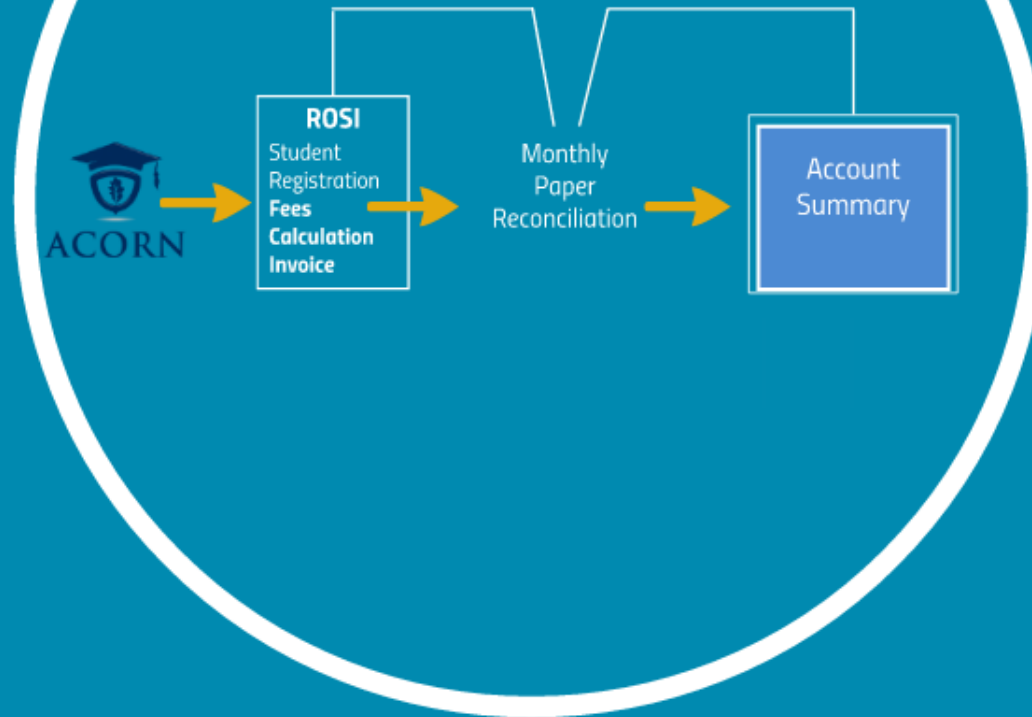 ACORN
ROSI
Student
Registration
Fees
Calculation
Invoice
Monthly
Paper
Reconciliation
Account
Summary